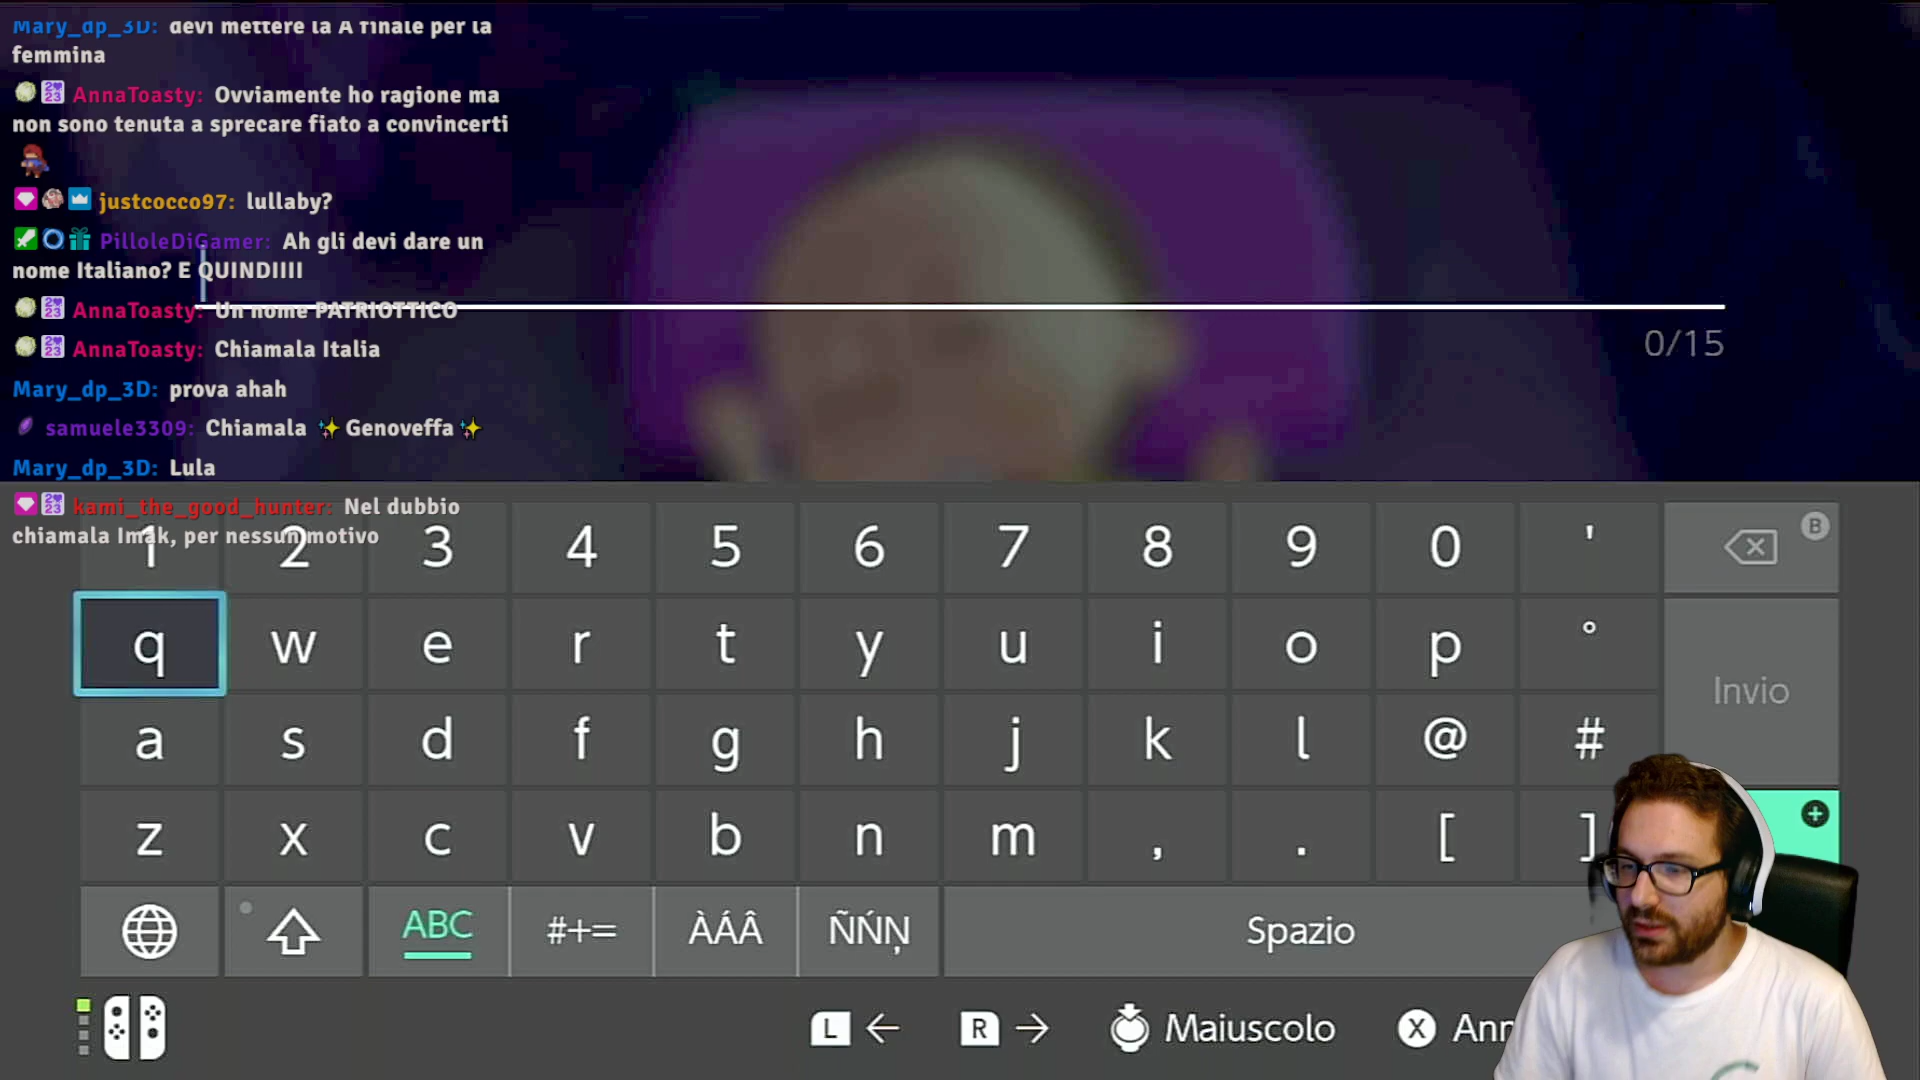 Mary_dp_3D: devi mettere la A finale per la
femmina
AnnaToasty: Ovviamente ho ragione ma
non sono tenuta a sprecare fiato a convincerti
justcocco97: lullaby?
PilloleDiGamer: Ah gli devi dare un
nome Italiano? E QUINDIIII
AnnaToasty: Un nome PATRIOTTICO
AnnaToasty: Chiamala Italia
0/15
Mary_dp_3D: prova ahah
samuele3309: Chiamala ✨Genoveffa✨
Mary_dp_3D: Lula
kami_the_good_hunter: Nel dubbio
chiamala Imak, per nessun motivo
1 2 3 4 5 6 7 8 9 0 ' B
q w e r t y u i o p ° Invio
a s d f g h j k l @ #
z x c v b n m , . [ ] +
ABC #+= ÀÁÂ ÑŃŅ Spazio
L ← R → Maiuscolo X Ann